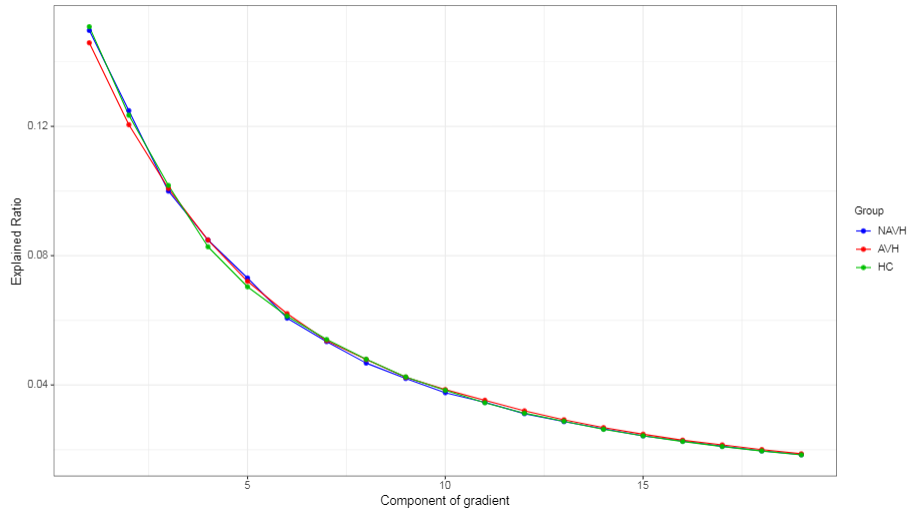 0.12
0.08
0.04
Explained Ratio
5
10
15
Component of gradient
Group
NAVH
AVH
HC